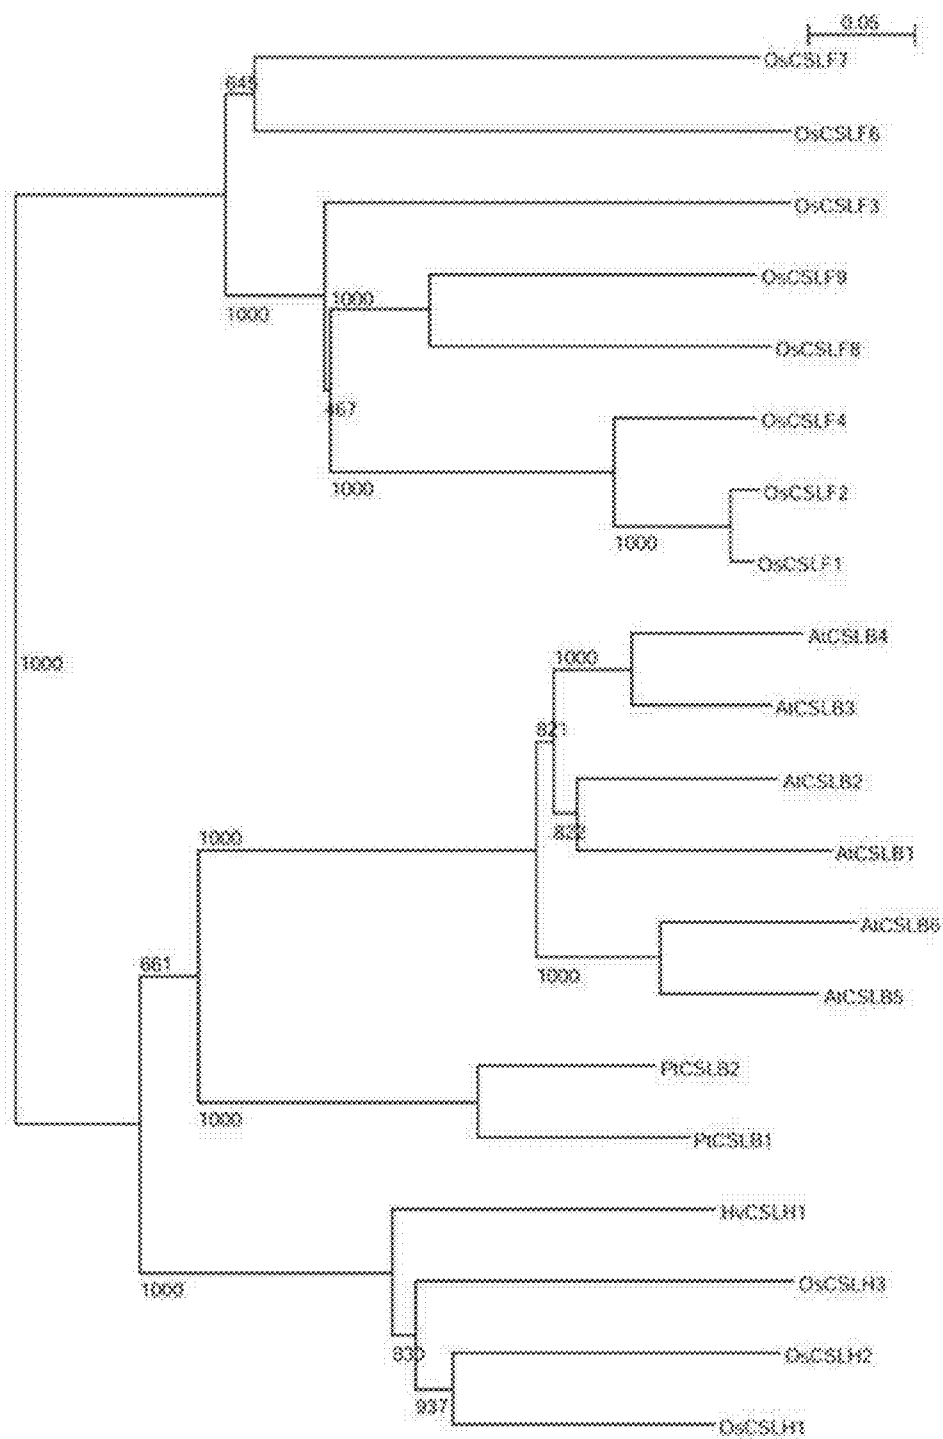 0.05
OsCSLF7
OsCSLF6
OsCSLF3
1000
1000
OsCSLF9
OsCSLF8
467
OsCSLF4
1000
OsCSLF2
1000
OsCSLF1
AtCSLB4
1000
1000
AtCSLB3
821
AtCSLB2
1000
AtCSLB1
AtCSLB6
661
1000
AtCSLB5
PtCSLB2
1000
PtCSLB1
HvCSLH1
1000
OsCSLH3
OsCSLH2
937
OsCSLH1